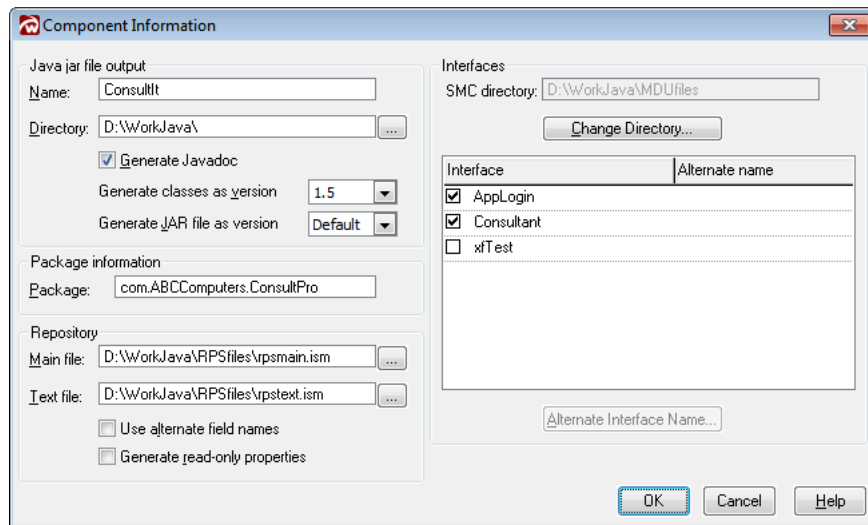 Component Information
Java jar file output
Name: ConsultIt
Directory: D:\WorkJava\ ...
Generate Javadoc
Generate classes as version 1.5
Generate JAR file as version Default
Package information
Package: com.ABCComputers.ConsultPro
Repository
Main file: D:\WorkJava\RPSfiles\rpsmain.ism ...
Text file: D:\WorkJava\RPSfiles\rpstext.ism ...
Use alternate field names
Generate read-only properties
Interfaces
SMC directory: D:\WorkJava\MDUfiles
Change Directory...
Interface Alternate name
AppLogin
Consultant
xfTest
Alternate Interface Name...
OK Cancel Help